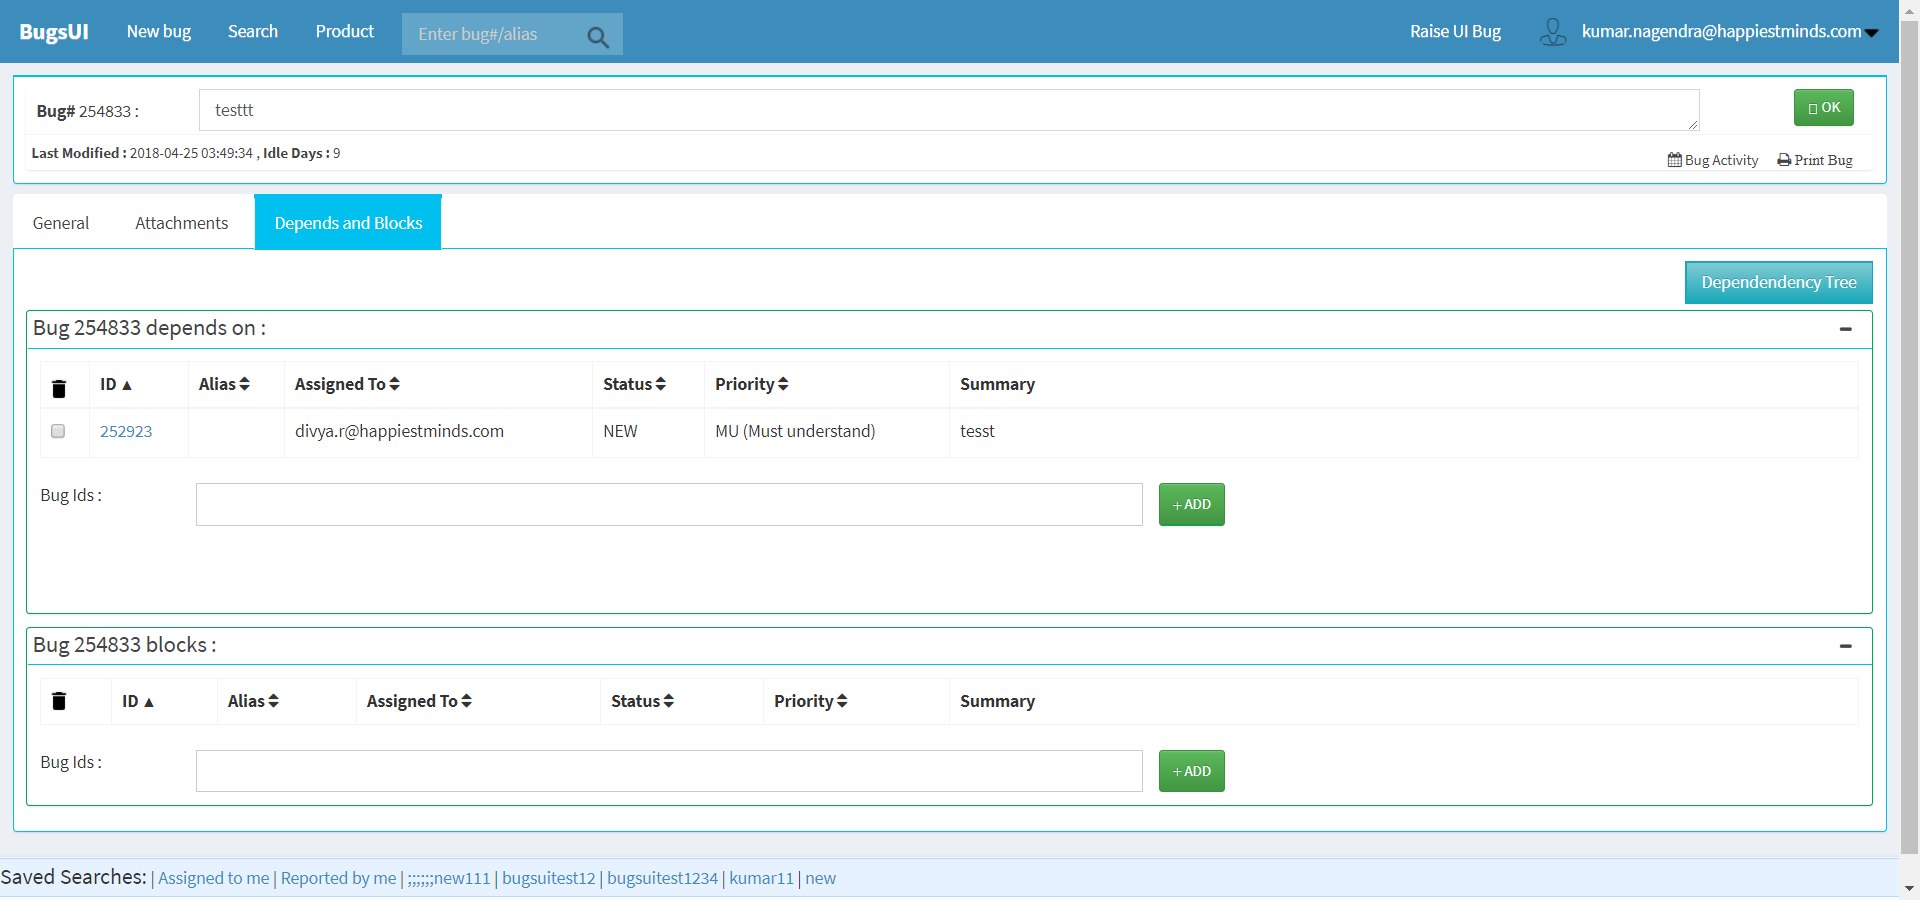 BugsUI New bug Search Product Enter bug#/alias Raise UI Bug kumar.nagendra@happiestminds.com
Bug# 254833 : testtt OK
Last Modified : 2018-04-25 03:49:34 , Idle Days : 9
Bug Activity Print Bug
General Attachments Depends and Blocks
Dependendency Tree
Bug 254833 depends on :
ID Alias Assigned To Status Priority Summary
252923 divya.r@happiestminds.com NEW MU (Must understand) tesst
Bug Ids : + ADD
Bug 254833 blocks :
ID Alias Assigned To Status Priority Summary
Bug Ids : + ADD
Saved Searches: | Assigned to me | Reported by me | ;;;;;;new111 | bugsuitest12 | bugsuitest1234 | kumar11 | new